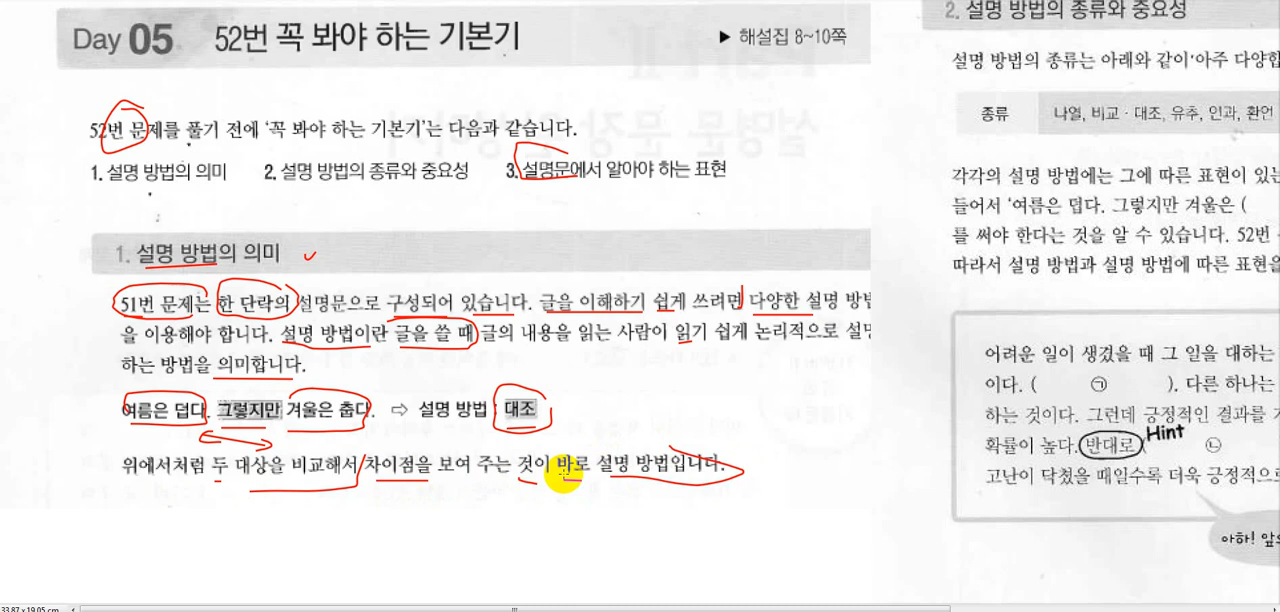 Day 05 52번 꼭 봐야 하는 기본기
▶ 해설집 8~10쪽
52번 문제를 풀기 전에 '꼭 봐야 하는 기본기'는 다음과 같습니다.
1. 설명 방법의 의미 2. 설명 방법의 종류와 중요성 3. 설명문에서 알아야 하는 표현
1. 설명 방법의 의미
51번 문제는 한 단락의 설명문으로 구성되어 있습니다. 글을 이해하기 쉽게 쓰려면 다양한 설명 방법
을 이용해야 합니다. 설명 방법이란 글을 쓸 때 글의 내용을 읽는 사람이 읽기 쉽게 논리적으로 설명
하는 방법을 의미합니다.
여름은 덥다. 그렇지만 겨울은 춥다. ⇨ 설명 방법 : 대조
위에서처럼 두 대상을 비교해서 차이점을 보여 주는 것이 바로 설명 방법입니다.
2. 설명 방법의 종류와 중요성
설명 방법의 종류는 아래와 같이 아주 다양합
종류 나열, 비교·대조, 유추, 인과, 환언
각각의 설명 방법에는 그에 따른 표현이 있는
들어서 '여름은 덥다. 그렇지만 겨울은 (
를 써야 한다는 것을 알 수 있습니다. 52번
따라서 설명 방법과 설명 방법에 따른 표현을
어려운 일이 생겼을 때 그 일을 대하는
이다. ( ㉠ ). 다른 하나는
하는 것이다. 그런데 긍정적인 결과를
확률이 높다. 반대로 ( Hint ㉡
고난이 닥쳤을 때일수록 더욱 긍정적으로
아하! 앞
33.87 x 19.05 cm